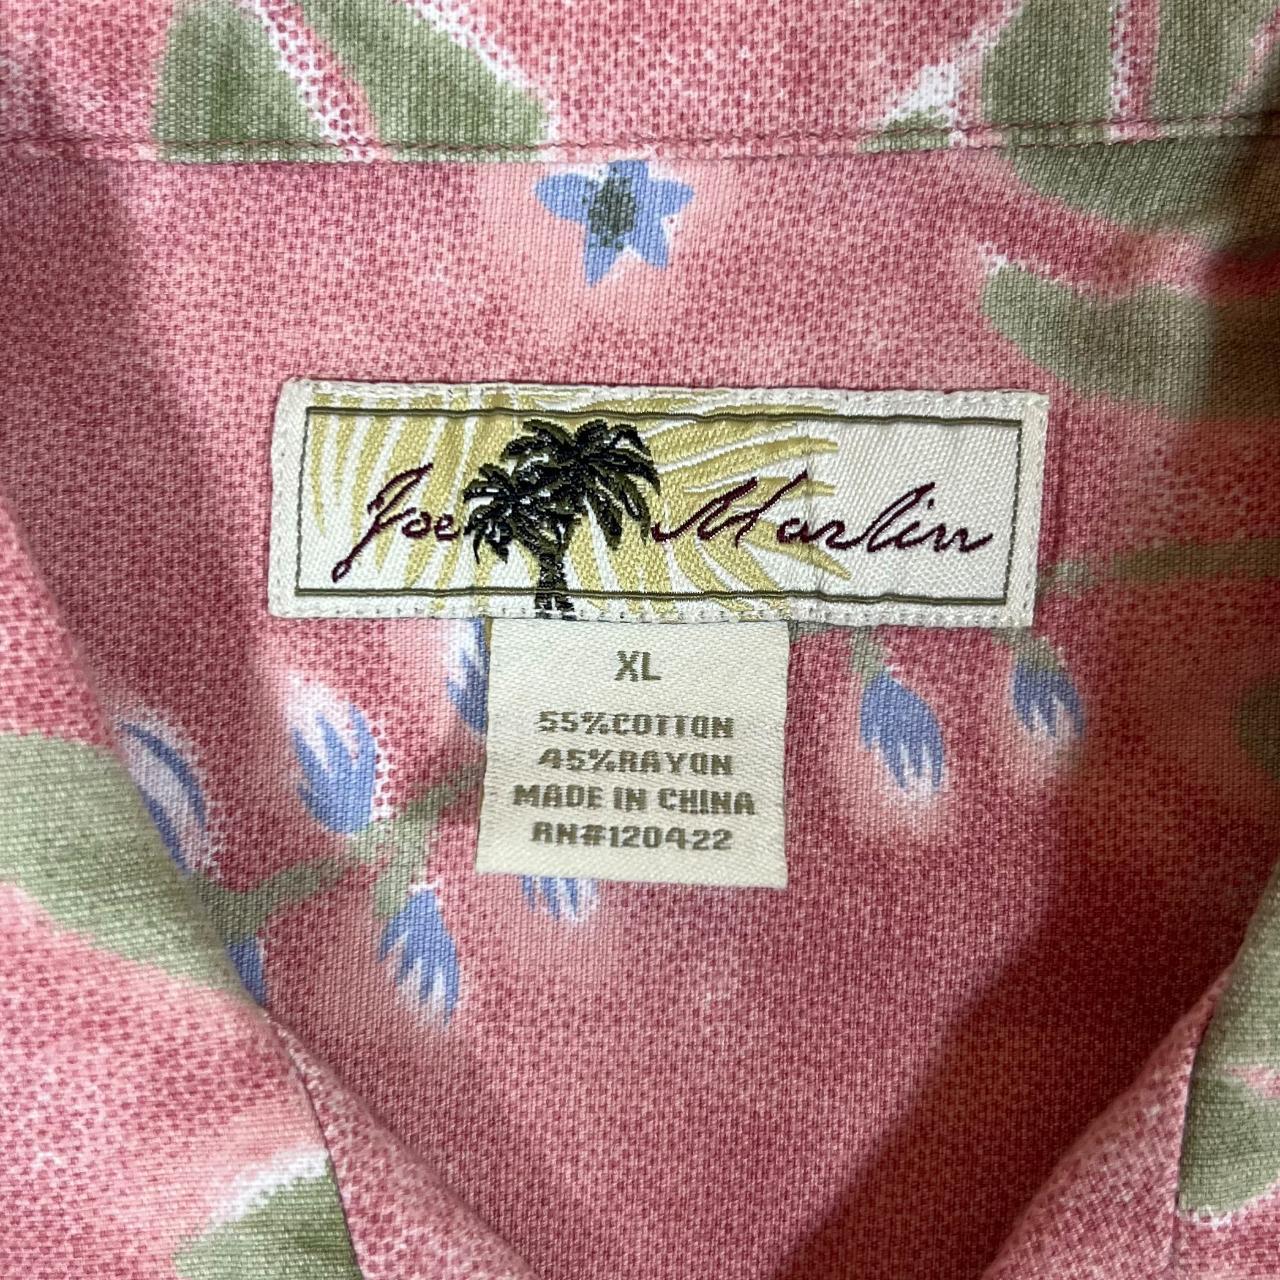 Joe Marlin
XL
55%COTTON
45%RAYON
MADE IN CHINA
RN#120422